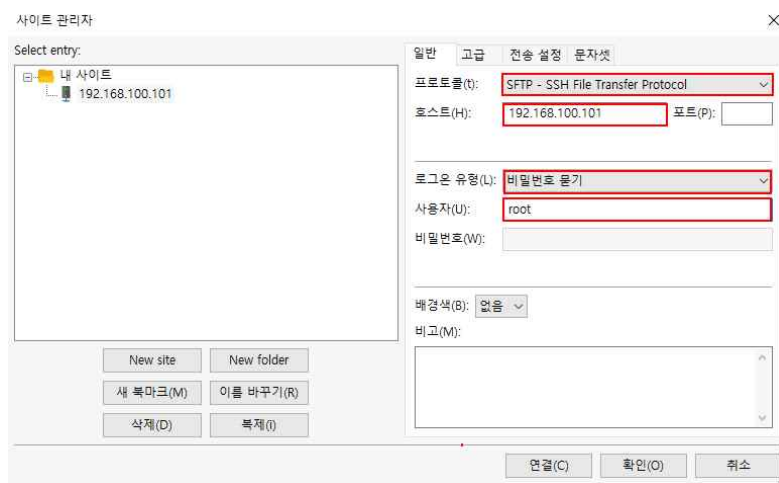 사이트 관리자
Select entry:
내 사이트
192.168.100.101
New site
New folder
새 북마크(M)
이름 바꾸기(R)
삭제(D)
복제(I)
일반
고급
전송 설정
문자셋
프로토콜(t):
SFTP - SSH File Transfer Protocol
호스트(H):
192.168.100.101
포트(P):
로그온 유형(L):
비밀번호 묻기
사용자(U):
root
비밀번호(W):
배경색(B):
없음
비고(M):
연결(C)
확인(O)
취소